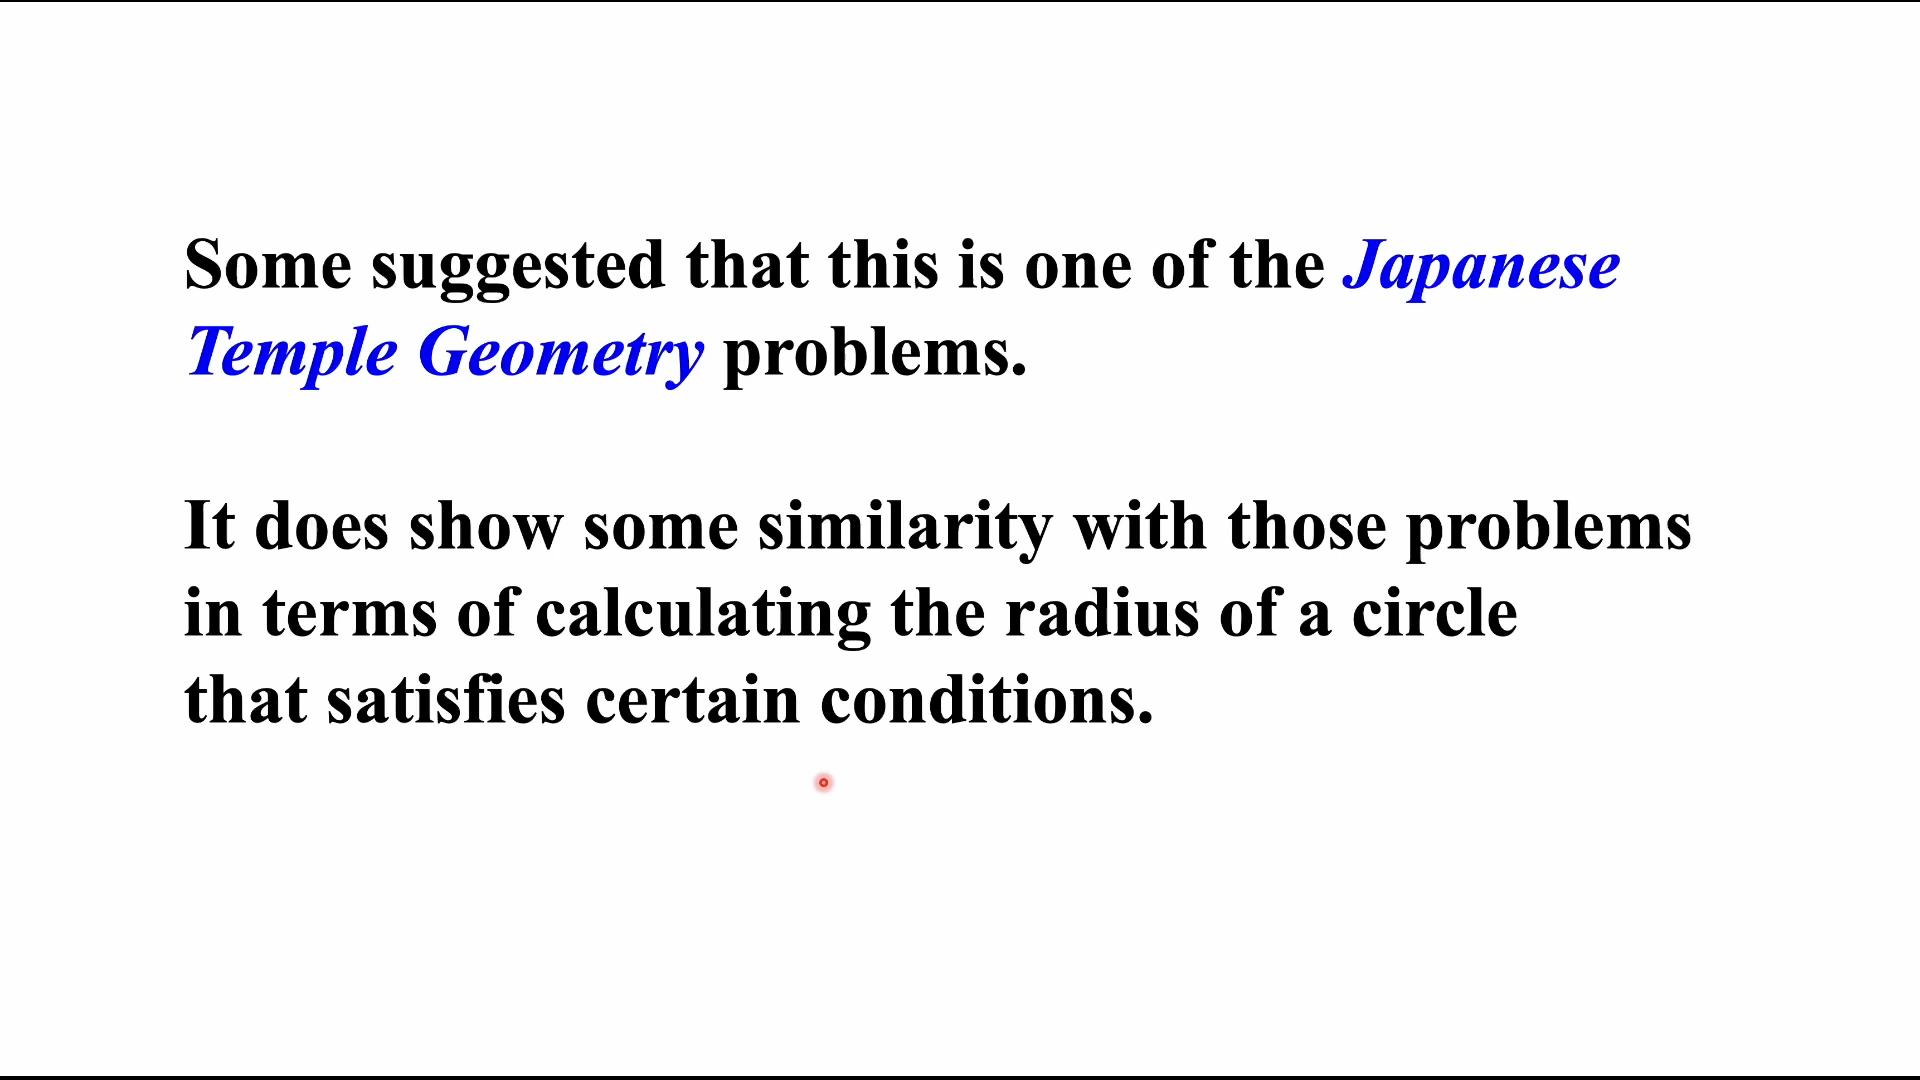 Some suggested that this is one of the Japanese
Temple Geometry problems.
It does show some similarity with those problems
in terms of calculating the radius of a circle
that satisfies certain conditions.